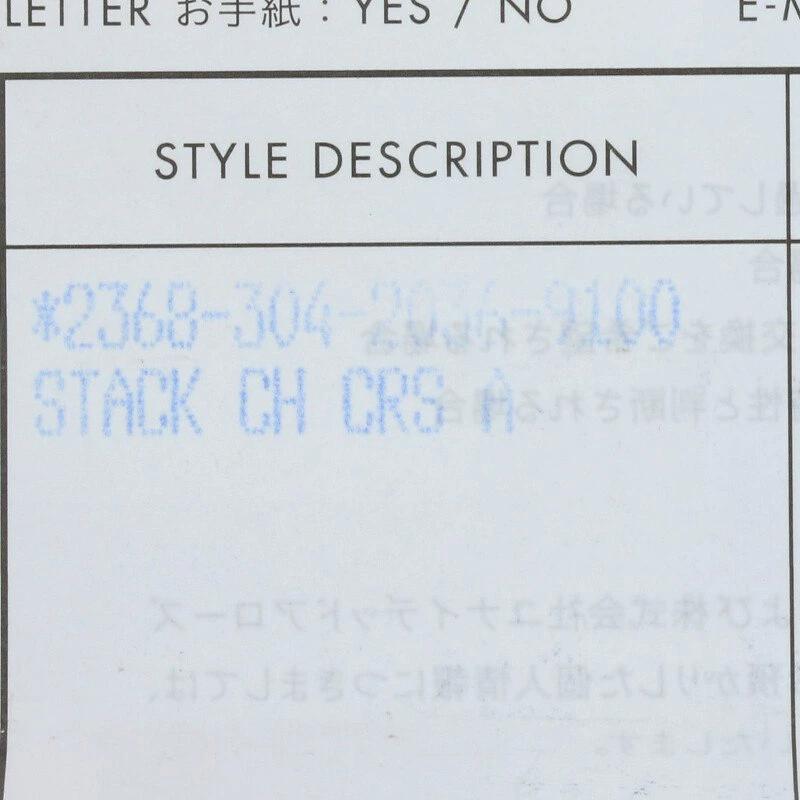 LETTER お手紙 : YES / NO E-M
STYLE DESCRIPTION
*2368-304-2036-9100
STACK CH CRS A